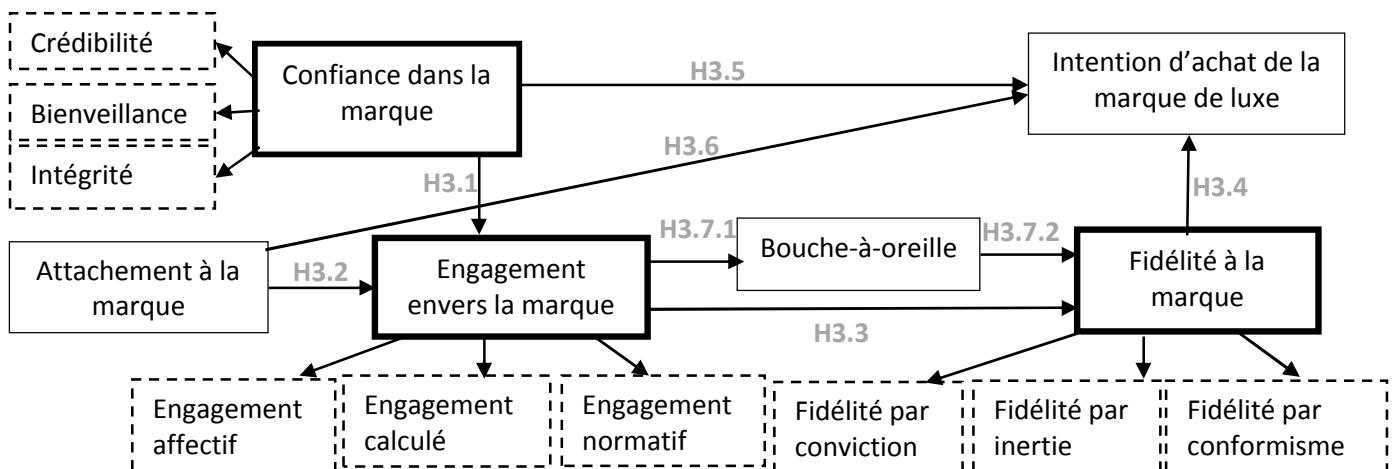 Crédibilité
Bienveillance
Intégrité
Confiance dans la
marque
H3.5
Intention d’achat de la
marque de luxe
H3.6
H3.1
H3.4
Attachement à la
marque
H3.2
Engagement
envers la marque
H3.7.1
Bouche-à-oreille
H3.7.2
Fidélité à la
marque
H3.3
Engagement
affectif
Engagement
calculé
Engagement
normatif
Fidélité par
conviction
Fidélité par
inertie
Fidélité par
conformisme